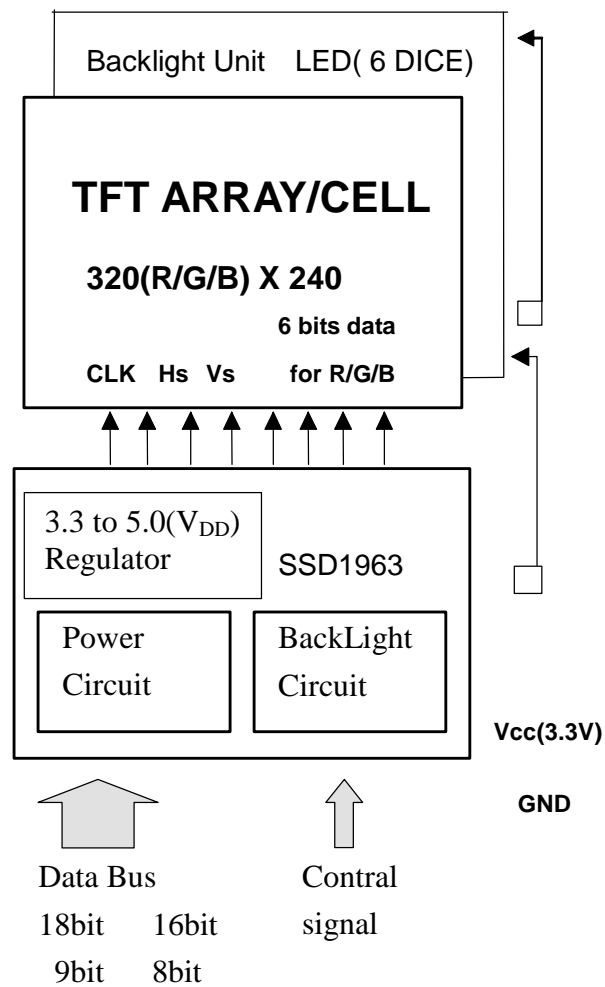 Backlight Unit LED( 6 DICE)
TFT ARRAY/CELL
320(R/G/B) X 240
6 bits data
CLK Hs Vs for R/G/B
3.3 to 5.0(VDD)
Regulator
SSD1963
Power
Circuit
BackLight
Circuit
Vcc(3.3V)
GND
Data Bus
18bit 16bit
9bit 8bit
Contral
signal